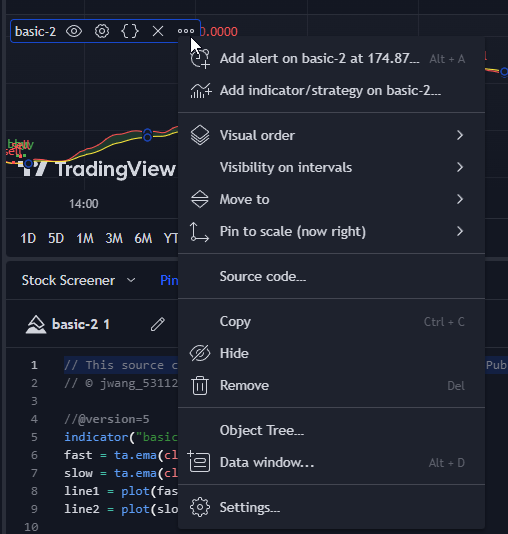 basic-2 0.0000
Add alert on basic-2 at 174.87... Alt + A
Add indicator/strategy on basic-2...
Visual order
buy
Visibility on intervals
TradingView
Move to
14:00
Pin to scale (now right)
1D 5D 1M 3M 6M YT
Source code...
Stock Screener Pin
Copy Ctrl + C
basic-2 1
Hide
1 // This source c Pub
Remove Del
2 // © jwang_53112
3
4 //@version=5
Object Tree...
5 indicator("basic
6 fast = ta.ema(cl
Data window... Alt + D
7 slow = ta.ema(cl
8 line1 = plot(fas
9 line2 = plot(slo
Settings...
10